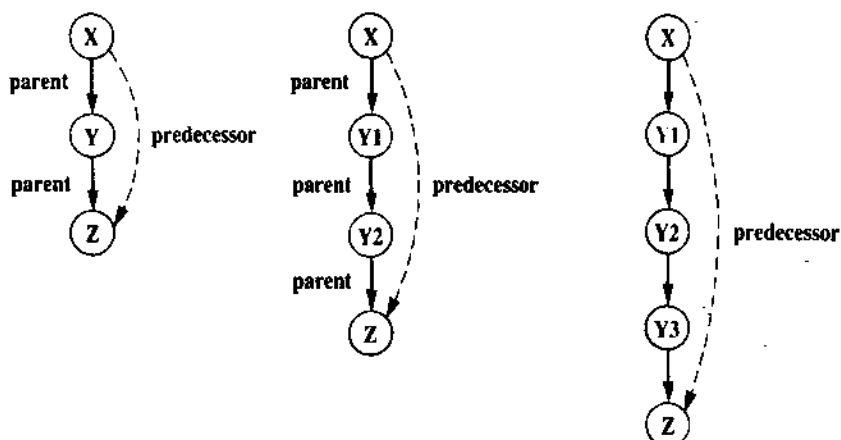 X
parent
Y
predecessor
parent
Z
X
parent
Y1
parent
predecessor
Y2
parent
Z
X
Y1
Y2
predecessor
Y3
Z